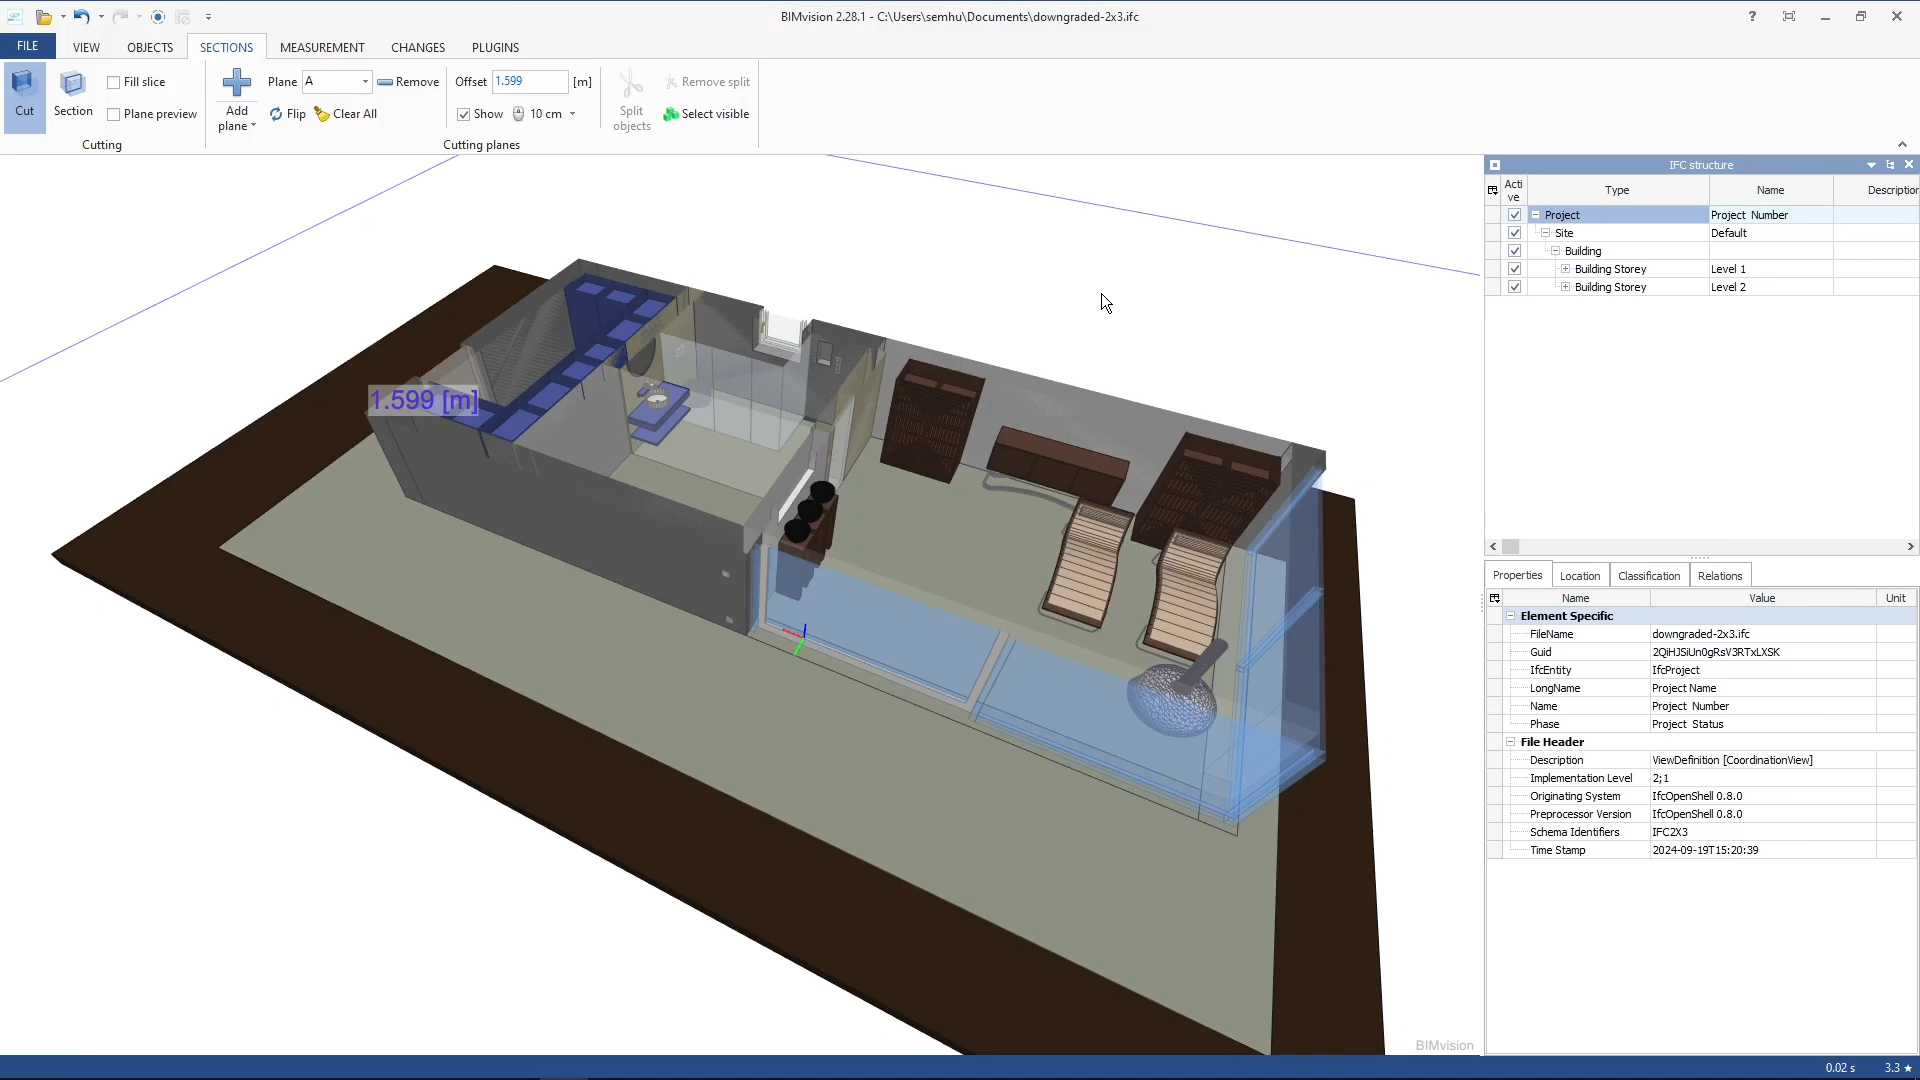 BIMvision 2.28.1 - C:\Users\semhu\Documents\downgraded-2x3.ifc
?
FILE VIEW OBJECTS SECTIONS MEASUREMENT CHANGES PLUGINS
Cut
Section
Fill slice
Plane preview
Cutting
Add plane
Plane A Remove
Flip Clear All
Offset 1.599 [m]
Show 10 cm
Cutting planes
Split objects
Remove split
Select visible
1.599 [m]
BIMvision
IFC structure
Active Type Name Description
Project Project Number
Site Default
Building
Building Storey Level 1
Building Storey Level 2
Properties Location Classification Relations
Name Value Unit
Element Specific
FileName downgraded-2x3.ifc
Guid 2QiHJSiUn0gRsV3RTxLXSK
IfcEntity IfcProject
LongName Project Name
Name Project Number
Phase Project Status
File Header
Description ViewDefinition [CoordinationView]
Implementation Level 2;1
Originating System IfcOpenShell 0.8.0
Preprocessor Version IfcOpenShell 0.8.0
Schema Identifiers IFC2X3
Time Stamp 2024-09-19T15:20:39
0.02 s 3.3 ★